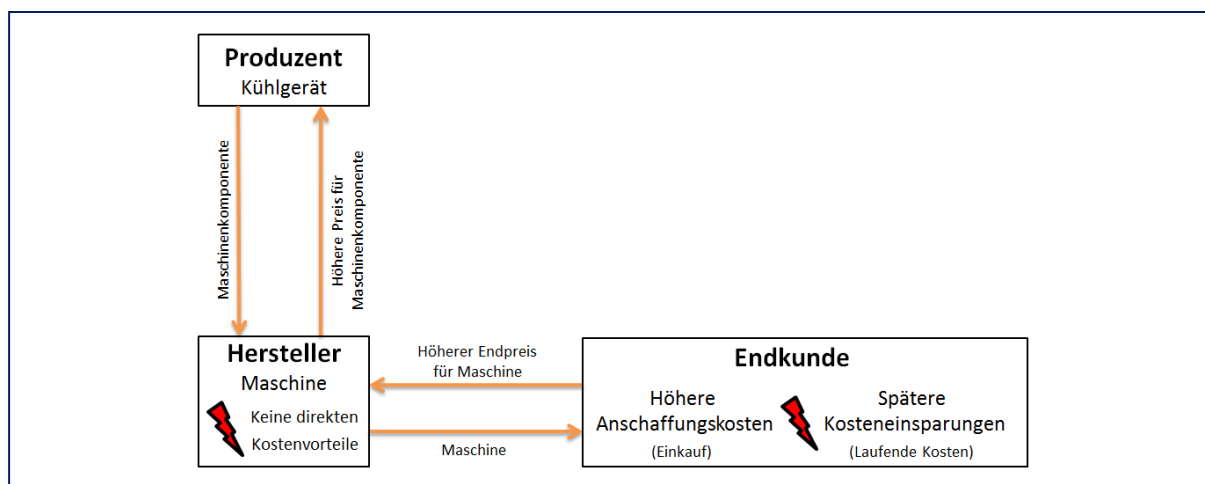 Produzent
Kühlgerät
Maschinenkomponente
Höhere Preis für
Maschinenkomponente
Hersteller
Maschine
Keine direkten
Kostenvorteile
Höherer Endpreis
für Maschine
Maschine
Endkunde
Höhere
Anschaffungskosten
(Einkauf)
Spätere
Kosteneinsparungen
(Laufende Kosten)